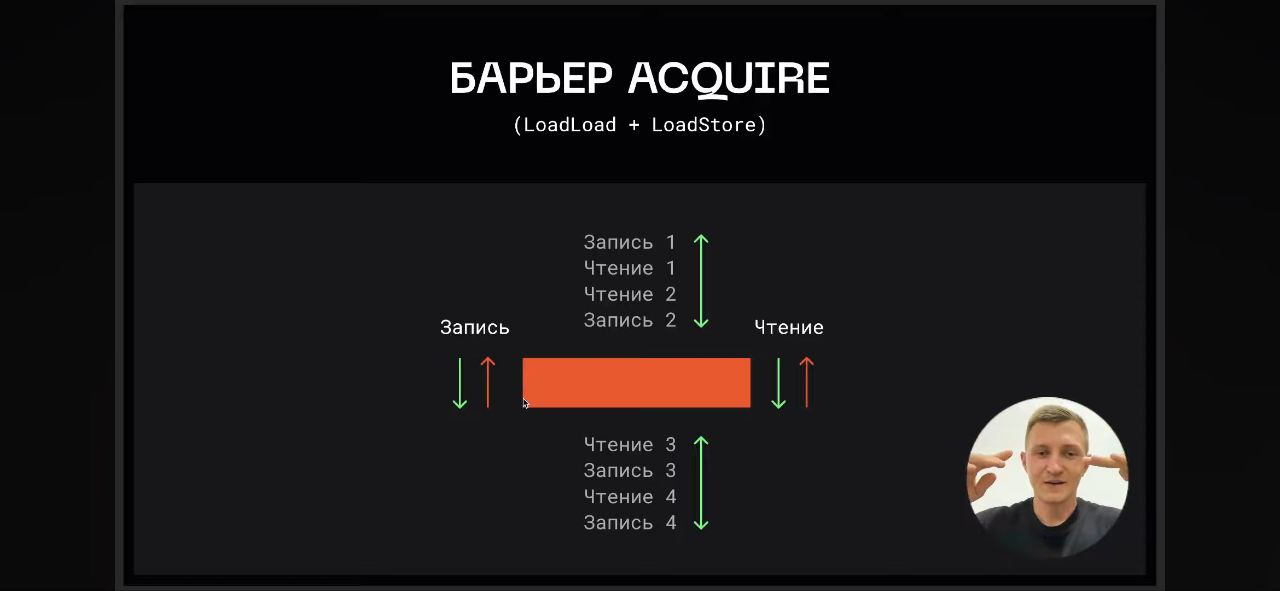 БАРЬЕР ACQUIRE
(LoadLoad + LoadStore)
Запись 1
Чтение 1
Чтение 2
Запись 2
Запись
Чтение
Чтение 3
Запись 3
Чтение 4
Запись 4